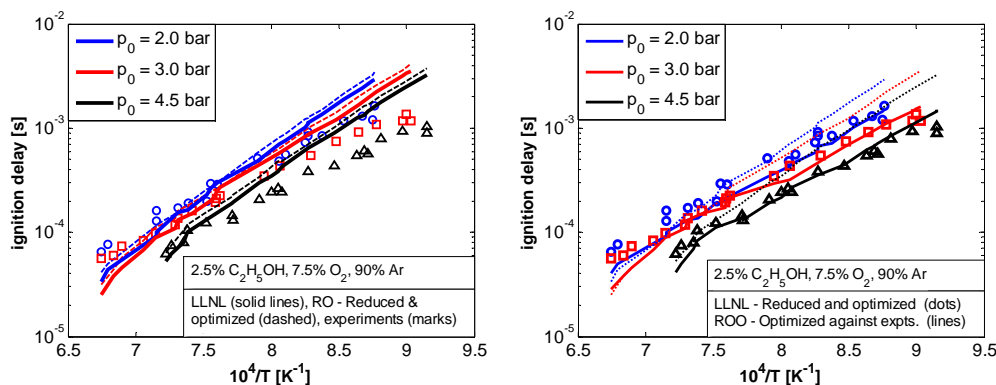 10^-2
10^-3
10^-4
10^-5
ignition delay [s]
p_0 = 2.0 bar
p_0 = 3.0 bar
p_0 = 4.5 bar
2.5% C_2H_5OH, 7.5% O_2, 90% Ar
LLNL (solid lines), RO - Reduced &
optimized (dashed), experiments (marks)
6.5 7 7.5 8 8.5 9 9.5
10^4/T [K^-1]
10^-2
10^-3
10^-4
10^-5
ignition delay [s]
p_0 = 2.0 bar
p_0 = 3.0 bar
p_0 = 4.5 bar
2.5% C_2H_5OH, 7.5% O_2, 90% Ar
LLNL - Reduced and optimized (dots)
ROO - Optimized against expts. (lines)
6.5 7 7.5 8 8.5 9 9.5
10^4/T [K^-1]